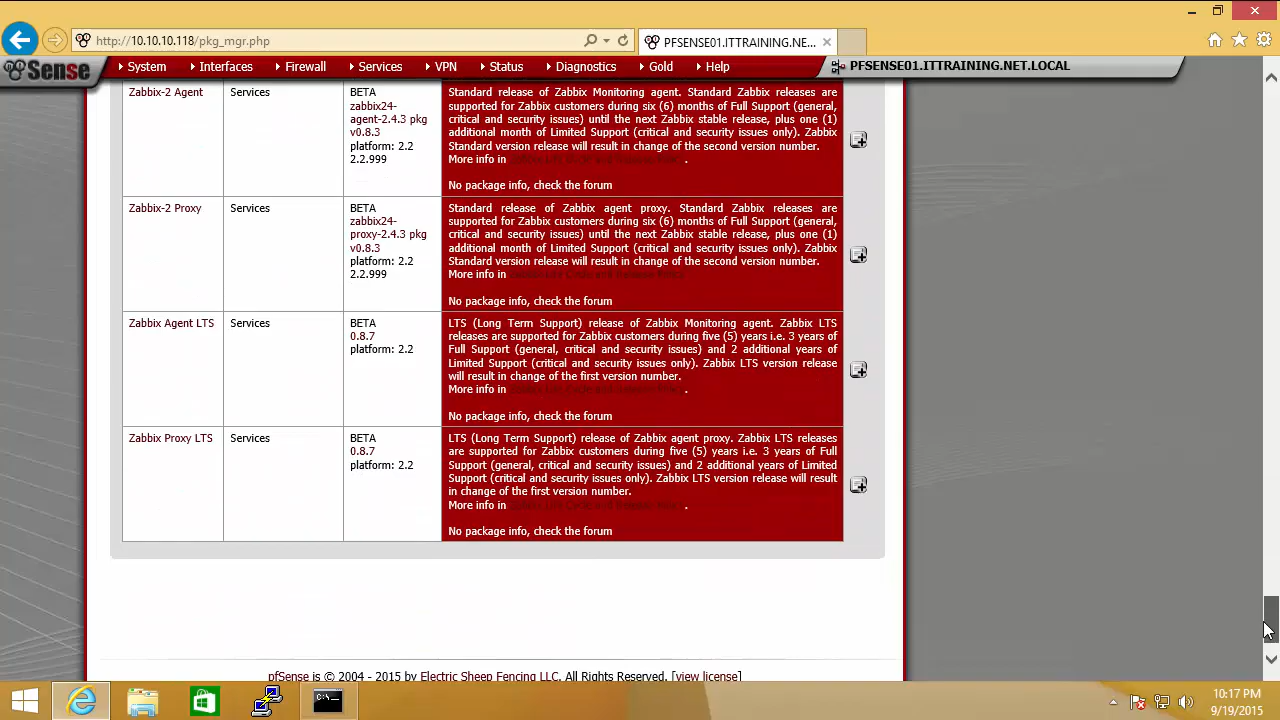 http://10.10.10.118/pkg_mgr.php
PFSENSE01.ITTRAINING.NE...
Sense
System
Interfaces
Firewall
Services
VPN
Status
Diagnostics
Gold
Help
PFSENSE01.ITTRAINING.NET.LOCAL
Zabbix-2 Agent
Services
BETA
zabbix24-
agent-2.4.3 pkg
v0.8.3
platform: 2.2
2.2.999
Standard release of Zabbix Monitoring agent. Standard Zabbix releases are
supported for Zabbix customers during six (6) months of Full Support (general,
critical and security issues) until the next Zabbix stable release, plus one (1)
additional month of Limited Support (critical and security issues only). Zabbix
Standard version release will result in change of the second version number.
More info in
No package info, check the forum
Zabbix-2 Proxy
Services
BETA
zabbix24-
proxy-2.4.3 pkg
v0.8.3
platform: 2.2
2.2.999
Standard release of Zabbix agent proxy. Standard Zabbix releases are
supported for Zabbix customers during six (6) months of Full Support (general,
critical and security issues) until the next Zabbix stable release, plus one (1)
additional month of Limited Support (critical and security issues only). Zabbix
Standard version release will result in change of the second version number.
More info in
No package info, check the forum
Zabbix Agent LTS
Services
BETA
0.8.7
platform: 2.2
LTS (Long Term Support) release of Zabbix Monitoring agent. Zabbix LTS
releases are supported for Zabbix customers during five (5) years i.e. 3 years of
Full Support (general, critical and security issues) and 2 additional years of
Limited Support (critical and security issues only). Zabbix LTS version release
will result in change of the first version number.
More info in
No package info, check the forum
Zabbix Proxy LTS
Services
BETA
0.8.7
platform: 2.2
LTS (Long Term Support) release of Zabbix agent proxy. Zabbix LTS releases
are supported for Zabbix customers during five (5) years i.e. 3 years of Full
Support (general, critical and security issues) and 2 additional years of Limited
Support (critical and security issues only). Zabbix LTS version release will result
in change of the first version number.
More info in
No package info, check the forum
pfSense is © 2004 - 2015 by Electric Sheep Fencing LLC. All Rights Reserved. [view license]
10:17 PM
9/19/2015